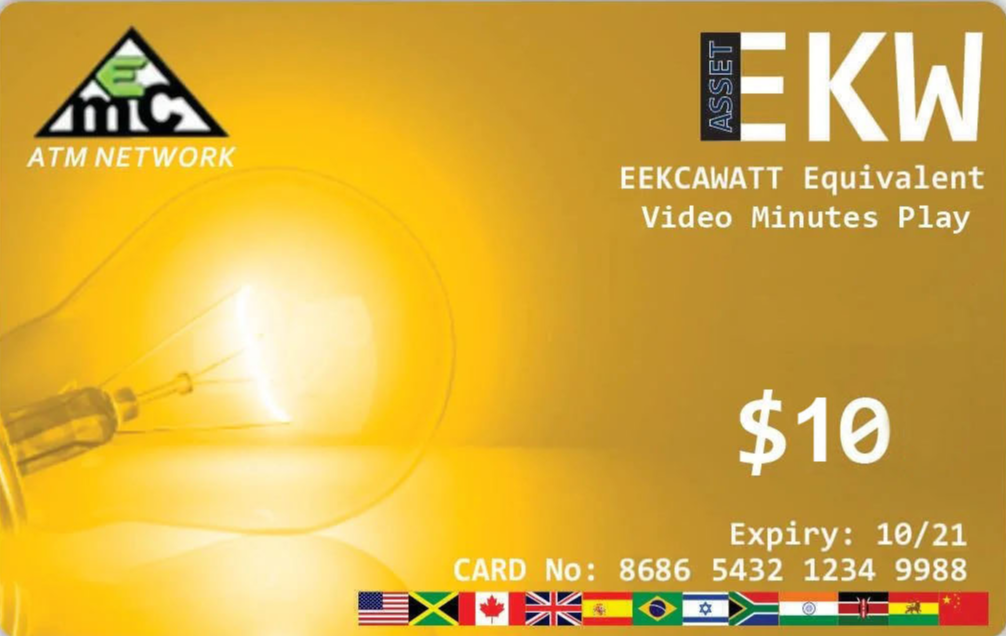 E
mc
ATM NETWORK
ASSET
EKW
EEKCAWATT Equivalent
Video Minutes Play
$10
Expiry: 10/21
CARD No: 8686 5432 1234 9988